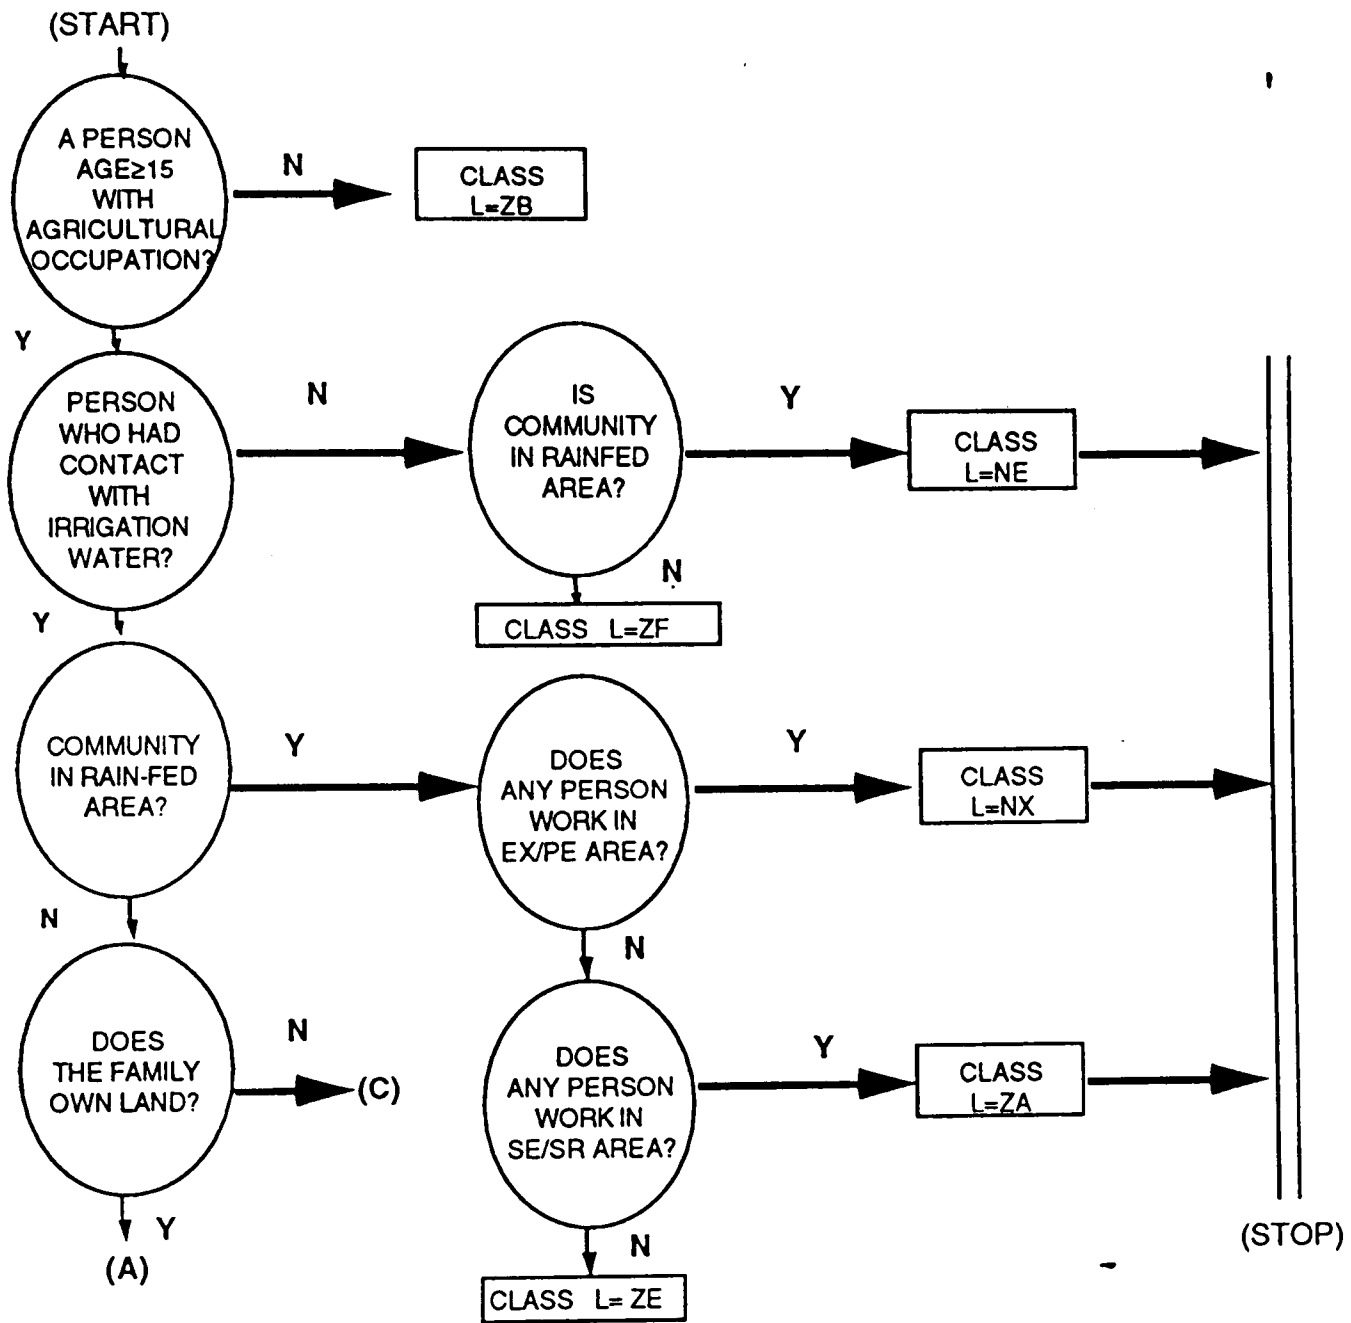 (START)
A PERSON
AGE≥15
WITH
AGRICULTURAL
OCCUPATION?
N
CLASS
L=ZB
Y
PERSON
WHO HAD
CONTACT
WITH
IRRIGATION
WATER?
N
IS
COMMUNITY
IN RAINFED
AREA?
Y
CLASS
L=NE
N
CLASS L=ZF
Y
COMMUNITY
IN RAIN-FED
AREA?
Y
DOES
ANY PERSON
WORK IN
EX/PE AREA?
Y
CLASS
L=NX
N
N
DOES
THE FAMILY
OWN LAND?
N
(C)
DOES
ANY PERSON
WORK IN
SE/SR AREA?
Y
CLASS
L=ZA
Y
(A)
N
CLASS L= ZE
(STOP)